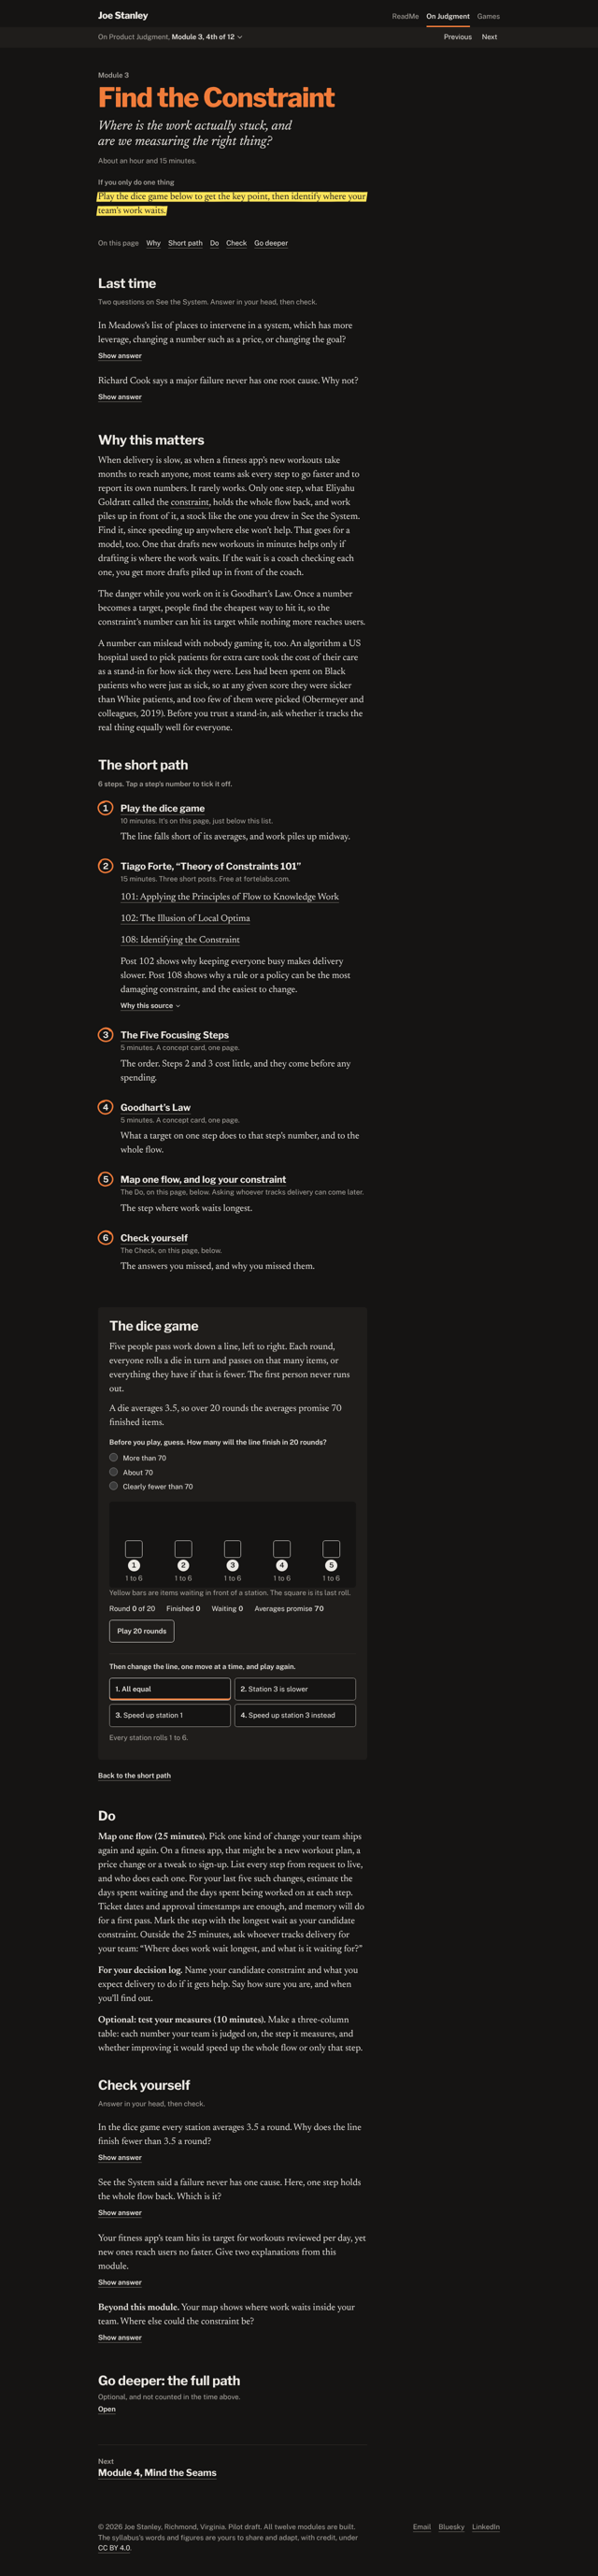 Joe Stanley
ReadMe On Judgment Games
On Product Judgment, Module 3, 4th of 12
Previous Next
Module 3
Find the Constraint
Where is the work actually stuck, and
are we measuring the right thing?
About an hour and 15 minutes.
If you only do one thing
Play the dice game below to get the key point, then identify where your
team's work waits.
On this page Why Short path Do Check Go deeper
Last time
Two questions on See the System. Answer in your head, then check.
In Meadows's list of places to intervene in a system, which has more
leverage, changing a number such as a price, or changing the goal?
Show answer
Richard Cook says a major failure never has one root cause. Why not?
Show answer
Why this matters
When delivery is slow, as when a fitness app's new workouts take
months to reach anyone, most teams ask every step to go faster and to
report its own numbers. It rarely works. Only one step, what Eliyahu
Goldratt called the constraint, holds the whole flow back, and work
piles up in front of it, a stock like the one you drew in See the System.
Find it, since speeding up anywhere else won't help. That goes for a
model, too. One that drafts new workouts in minutes helps only if
drafting is where the work waits. If the wait is a coach checking each
one, you get more drafts piled up in front of the coach.
The danger while you work on it is Goodhart's Law. Once a number
becomes a target, people find the cheapest way to hit it, so the
constraint's number can hit its target while nothing more reaches users.
A number can mislead with nobody gaming it, too. An algorithm a US
hospital used to pick patients for extra care took the cost of their care
as a stand-in for how sick they were. Less had been spent on Black
patients who were just as sick, so at any given score they were sicker
than White patients, and too few of them were picked (Obermeyer and
colleagues, 2019). Before you trust a stand-in, ask whether it tracks the
real thing equally well for everyone.
The short path
6 steps. Tap a step's number to tick it off.
1 Play the dice game
10 minutes. It's on this page, just below this list.
The line falls short of its averages, and work piles up midway.
2 Tiago Forte, “Theory of Constraints 101”
15 minutes. Three short posts. Free at fortelabs.com.
101: Applying the Principles of Flow to Knowledge Work
102: The Illusion of Local Optima
108: Identifying the Constraint
Post 102 shows why keeping everyone busy makes delivery
slower. Post 108 shows why a rule or a policy can be the most
damaging constraint, and the easiest to change.
Why this source
3 The Five Focusing Steps
5 minutes. A concept card, one page.
The order. Steps 2 and 3 cost little, and they come before any
spending.
4 Goodhart's Law
5 minutes. A concept card, one page.
What a target on one step does to that step's number, and to the
whole flow.
5 Map one flow, and log your constraint
The Do, on this page, below. Asking whoever tracks delivery can come later.
The step where work waits longest.
6 Check yourself
The Check, on this page, below.
The answers you missed, and why you missed them.
The dice game
Five people pass work down a line, left to right. Each round,
everyone rolls a die in turn and passes on that many items, or
everything they have if that is fewer. The first person never runs
out.
A die averages 3.5, so over 20 rounds the averages promise 70
finished items.
Before you play, guess. How many will the line finish in 20 rounds?
More than 70
About 70
Clearly fewer than 70
1 2 3 4 5
1 to 6 1 to 6 1 to 6 1 to 6 1 to 6
Yellow bars are items waiting in front of a station. The square is its last roll.
Round 0 of 20 Finished 0 Waiting 0 Averages promise 70
Play 20 rounds
Then change the line, one move at a time, and play again.
1. All equal
2. Station 3 is slower
3. Speed up station 1
4. Speed up station 3 instead
Every station rolls 1 to 6.
Back to the short path
Do
Map one flow (25 minutes). Pick one kind of change your team ships
again and again. On a fitness app, that might be a new workout plan, a
price change or a tweak to sign-up. List every step from request to live,
and who does each one. For your last five such changes, estimate the
days spent waiting and the days spent being worked on at each step.
Ticket dates and approval timestamps are enough, and memory will do
for a first pass. Mark the step with the longest wait as your candidate
constraint. Outside the 25 minutes, ask whoever tracks delivery for
your team: “Where does work wait longest, and what is it waiting for?”
For your decision log. Name your candidate constraint and what you
expect delivery to do if it gets help. Say how sure you are, and when
you'll find out.
Optional: test your measures (10 minutes). Make a three-column
table: each number your team is judged on, the step it measures, and
whether improving it would speed up the whole flow or only that step.
Check yourself
Answer in your head, then check.
In the dice game every station averages 3.5 a round. Why does the line
finish fewer than 3.5 a round?
Show answer
See the System said a failure never has one cause. Here, one step holds
the whole flow back. Which is it?
Show answer
Your fitness app's team hits its target for workouts reviewed per day, yet
new ones reach users no faster. Give two explanations from this
module.
Show answer
Beyond this module. Your map shows where work waits inside your
team. Where else could the constraint be?
Show answer
Go deeper: the full path
Optional, and not counted in the time above.
Open
Next
Module 4, Mind the Seams
© 2026 Joe Stanley, Richmond, Virginia. Pilot draft. All twelve modules are built.
The syllabus's words and figures are yours to share and adapt, with credit, under
CC BY 4.0.
Email Bluesky LinkedIn